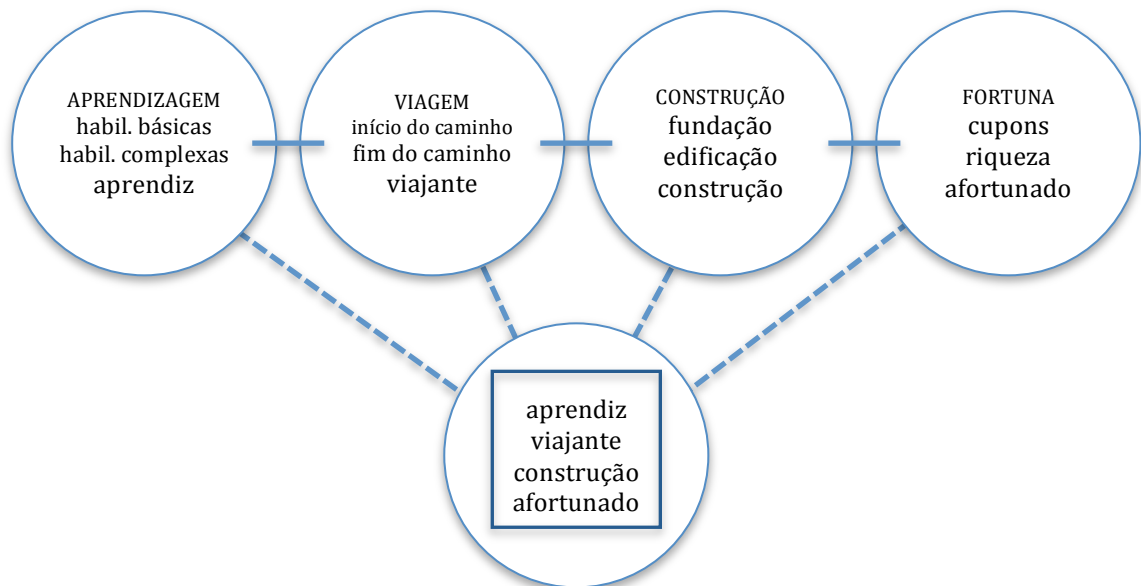 APRENDIZAGEM
habil. básicas
habil. complexas
aprendiz
VIAGEM
início do caminho
fim do caminho
viajante
CONSTRUÇÃO
fundação
edificação
construção
FORTUNA
cupons
riqueza
afortunado
aprendiz
viajante
construção
afortunado